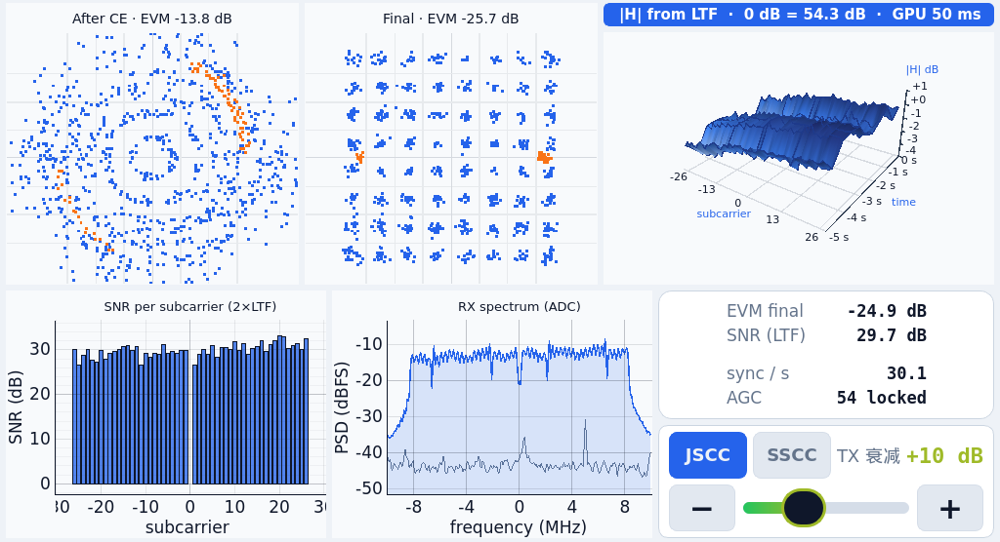 After CE · EVM -13.8 dB
Final · EVM -25.7 dB
|H| from LTF · 0 dB = 54.3 dB · GPU 50 ms
|H| dB
+1
+0
-1
-2
-3
-4
0 s
-1 s
-2 s
-3 s
-4 s
-5 s
time
-26
-13
0
13
26
subcarrier
SNR per subcarrier (2×LTF)
SNR (dB)
30
20
10
0
-20 -10 0 10 20
subcarrier
RX spectrum (ADC)
PSD (dBFS)
-10
-20
-30
-40
-50
-8 -4 0 4 8
frequency (MHz)
EVM final -24.9 dB
SNR (LTF) 29.7 dB
sync / s 30.1
AGC 54 locked
JSCC SSCC TX 衰减 +10 dB
− +